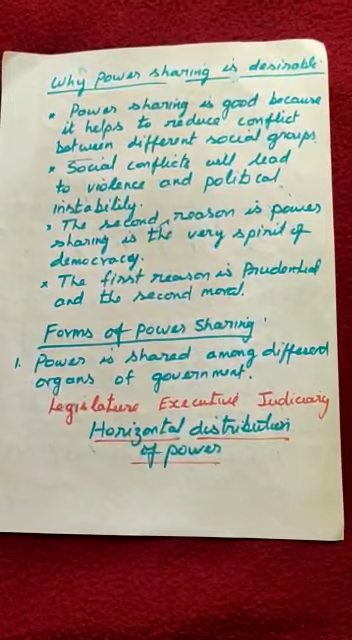 Why power sharing is desirable
* Power sharing is good because
it helps to reduce conflict
between different social groups.
* Social conflicts will lead
to violence and political
instability.
* The second reason is power
sharing is the very spirit of
democracy.
* The first reason is Prudential
and the second moral.
Forms of power Sharing.
1. Power is shared among different
organs of government.
Legislature Executive Judiciary
Horizontal distribution
of power